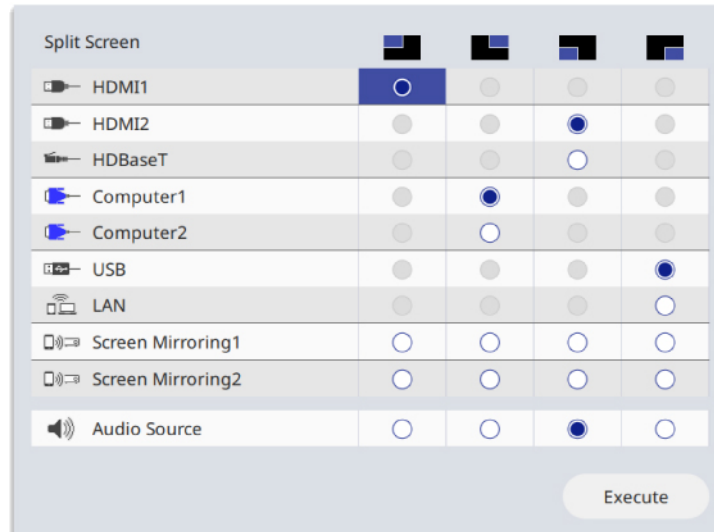 Split Screen
HDMI1
HDMI2
HDBaseT
Computer1
Computer2
USB
LAN
Screen Mirroring1
Screen Mirroring2
Audio Source
Execute